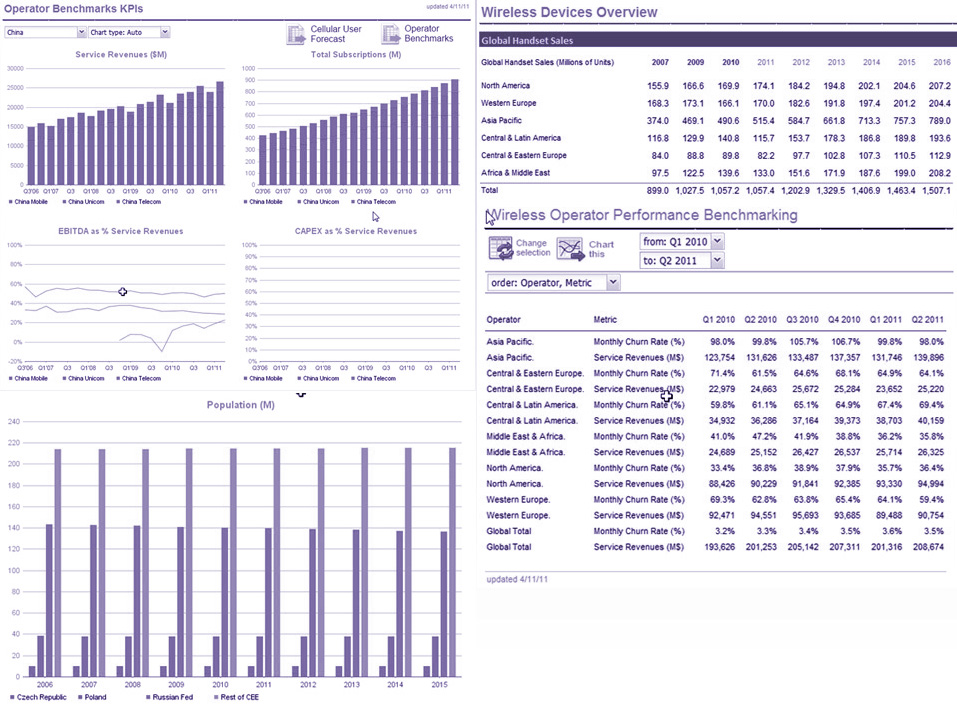 Operator Benchmarks KPIs
updated 4/11/11
China
Chart type: Auto
Cellular User Forecast
Operator Benchmarks
Service Revenues ($M)
30000
25000
20000
15000
10000
5000
0
Q3'06 Q1'07 Q3 Q1'08 Q3 Q1'09 Q3 Q1'10 Q3 Q1'11
China Mobile China Unicom China Telecom
Total Subscriptions (M)
1000
900
800
700
600
500
400
300
200
100
0
Q3'06 Q1'07 Q3 Q1'08 Q3 Q1'09 Q3 Q1'10 Q3 Q1'11
China Mobile China Unicom China Telecom
EBITDA as % Service Revenues
100%
80%
60%
40%
20%
0%
-20%
Q3'06 Q1'07 Q3 Q1'08 Q3 Q1'09 Q3 Q1'10 Q3 Q1'11
China Mobile China Unicom China Telecom
CAPEX as % Service Revenues
100%
90%
80%
70%
60%
50%
40%
30%
20%
10%
0%
Q3'06 Q1'07 Q3 Q1'08 Q3 Q1'09 Q3 Q1'10 Q3 Q1'11
China Mobile China Unicom China Telecom
Population (M)
240
220
200
180
160
140
120
100
80
60
40
20
0
2006 2007 2008 2009 2010 2011 2012 2013 2014 2015
Czech Republic Poland Russian Fed Rest of CEE
Wireless Devices Overview
Global Handset Sales
Global Handset Sales (Millions of Units) 2007 2009 2010 2011 2012 2013 2014 2015 2016
North America 155.9 166.6 169.9 174.1 184.2 194.8 202.1 204.6 207.2
Western Europe 168.3 173.1 166.1 170.0 182.6 191.8 197.4 201.2 204.4
Asia Pacific 374.0 469.1 490.6 515.4 584.7 661.8 713.3 757.3 789.0
Central & Latin America 116.8 129.9 140.8 115.7 153.7 178.3 186.8 189.8 193.6
Central & Eastern Europe 84.0 88.8 89.8 82.2 97.7 102.8 107.3 110.5 112.9
Africa & Middle East 97.5 122.5 139.6 133.0 151.6 171.9 187.6 199.0 208.2
Total 899.0 1,027.5 1,057.2 1,057.4 1,202.9 1,329.5 1,406.9 1,463.4 1,507.1
Wireless Operator Performance Benchmarking
Change selection
Chart this
from: Q1 2010
to: Q2 2011
order: Operator, Metric
Operator Metric Q1 2010 Q2 2010 Q3 2010 Q4 2010 Q1 2011 Q2 2011
Asia Pacific. Monthly Churn Rate (%) 98.0% 99.8% 105.7% 106.7% 99.8% 98.0%
Asia Pacific. Service Revenues (M$) 123,754 131,626 133,487 137,357 131,746 139,896
Central & Eastern Europe. Monthly Churn Rate (%) 71.4% 61.5% 64.6% 68.1% 64.9% 64.1%
Central & Eastern Europe. Service Revenues (M$) 22,979 24,663 25,672 25,284 23,652 25,220
Central & Latin America. Monthly Churn Rate (%) 59.8% 61.1% 65.1% 64.9% 67.4% 69.4%
Central & Latin America. Service Revenues (M$) 34,932 36,286 37,164 39,373 38,703 40,159
Middle East & Africa. Monthly Churn Rate (%) 41.0% 47.2% 41.9% 38.8% 36.2% 35.8%
Middle East & Africa. Service Revenues (M$) 24,689 25,152 26,427 26,537 25,714 26,325
North America. Monthly Churn Rate (%) 33.4% 36.8% 38.9% 37.9% 35.7% 36.4%
North America. Service Revenues (M$) 88,426 90,229 91,841 92,385 93,330 94,994
Western Europe. Monthly Churn Rate (%) 69.3% 62.8% 63.8% 65.4% 64.1% 59.4%
Western Europe. Service Revenues (M$) 92,471 94,551 95,693 93,685 89,488 90,754
Global Total Monthly Churn Rate (%) 3.2% 3.3% 3.4% 3.5% 3.6% 3.5%
Global Total Service Revenues (M$) 193,626 201,253 205,142 207,311 201,316 208,674
updated 4/11/11